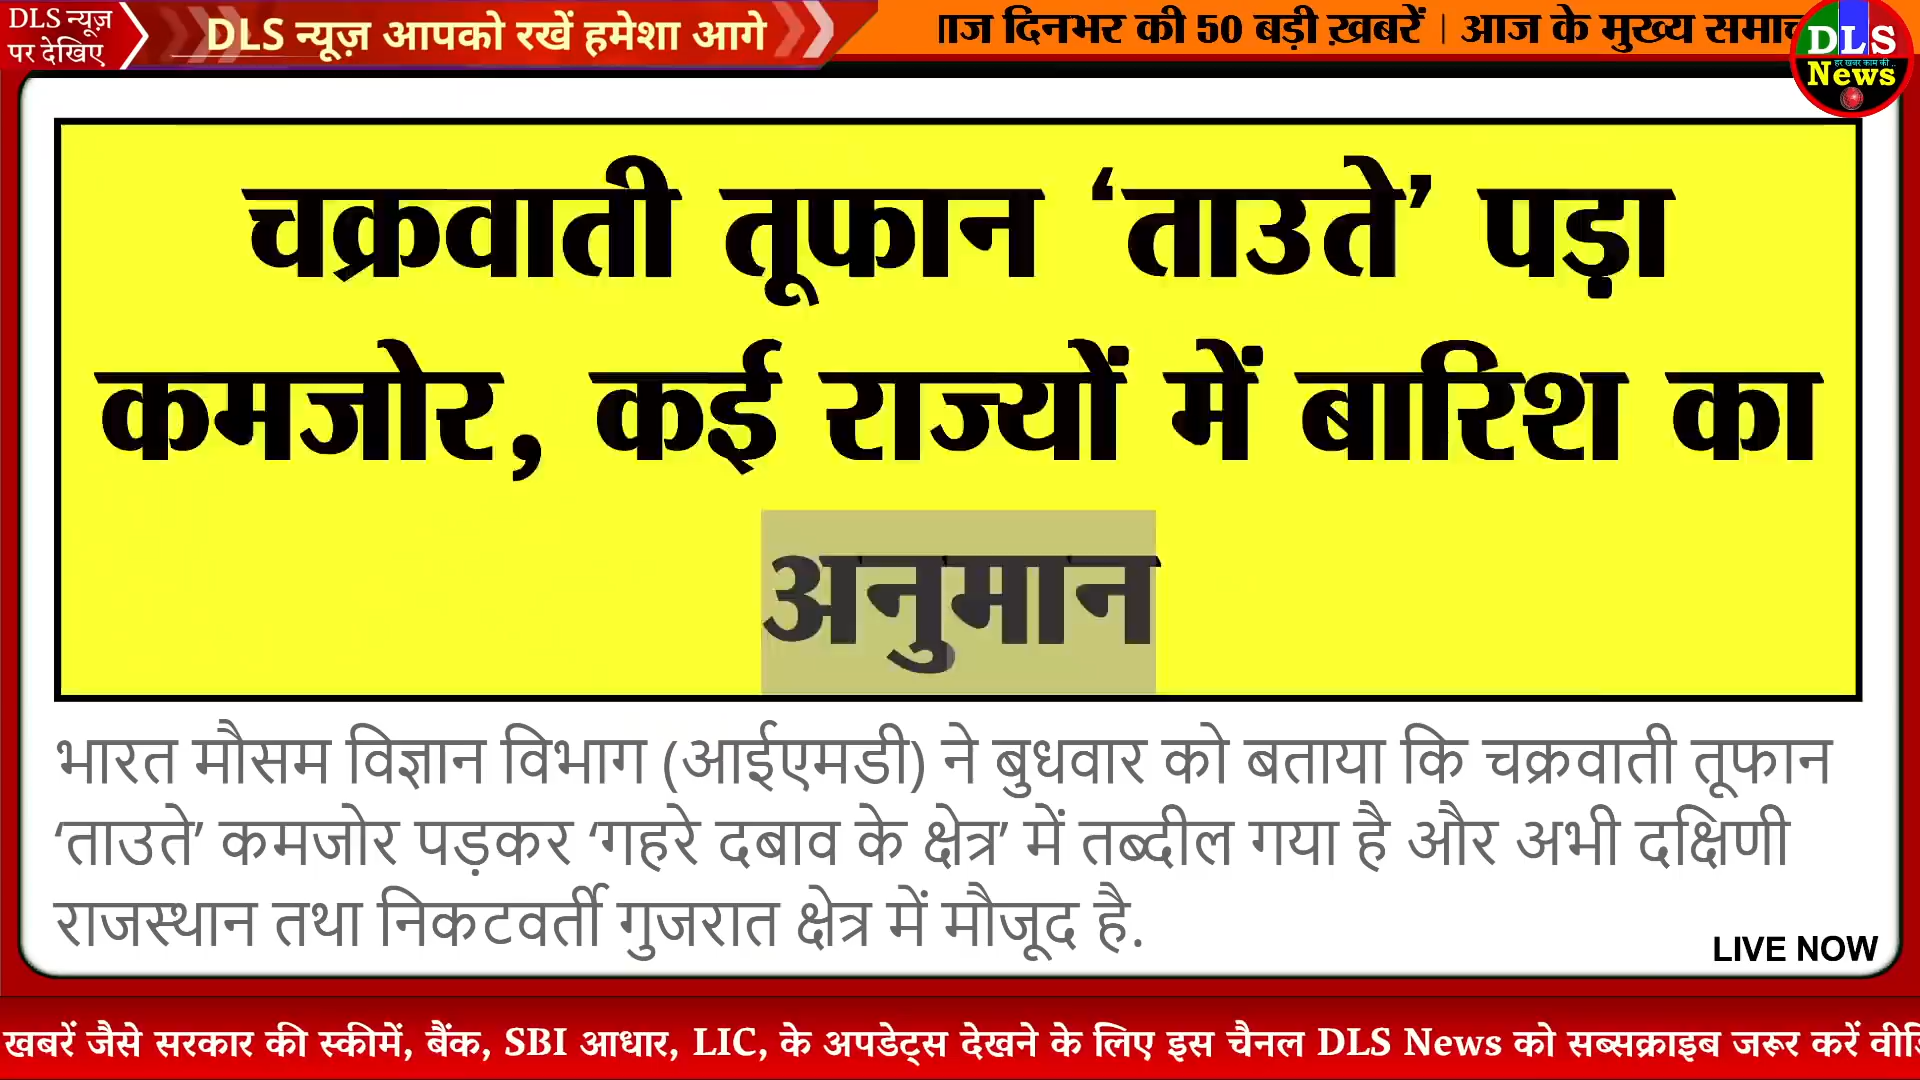 DLS न्यूज़
पर देखिए
DLS न्यूज़ आपको रखें हमेशा आगे
दिनभर की 50 बड़ी ख़बरें | आज के मुख्य
DLS
हर खबर काम की ..
News
चक्रवाती तूफान ‘ताउते’ पड़ा
कमजोर, कई राज्यों में बारिश का
अनुमान
भारत मौसम विज्ञान विभाग (आईएमडी) ने बुधवार को बताया कि चक्रवाती तूफान
‘ताउते’ कमजोर पड़कर ‘गहरे दबाव के क्षेत्र’ में तब्दील गया है और अभी दक्षिणी
राजस्थान तथा निकटवर्ती गुजरात क्षेत्र में मौजूद है.
LIVE NOW
खबरें जैसे सरकार की स्कीमें, बैंक, SBI आधार, LIC, के अपडेट्स देखने के लिए इस चैनल DLS News को सब्सक्राइब जरूर करें